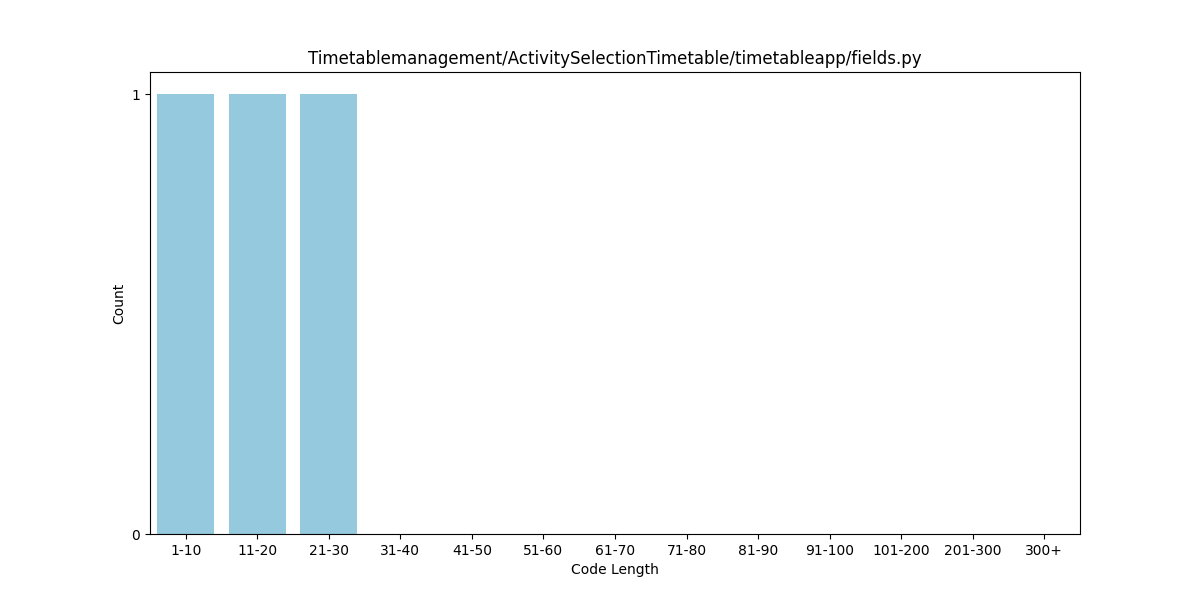 Timetablemanagement/ActivitySelectionTimetable/timetableapp/fields.py
1
Count
0
1-10 11-20 21-30 31-40 41-50 51-60 61-70 71-80 81-90 91-100 101-200 201-300 300+
Code Length